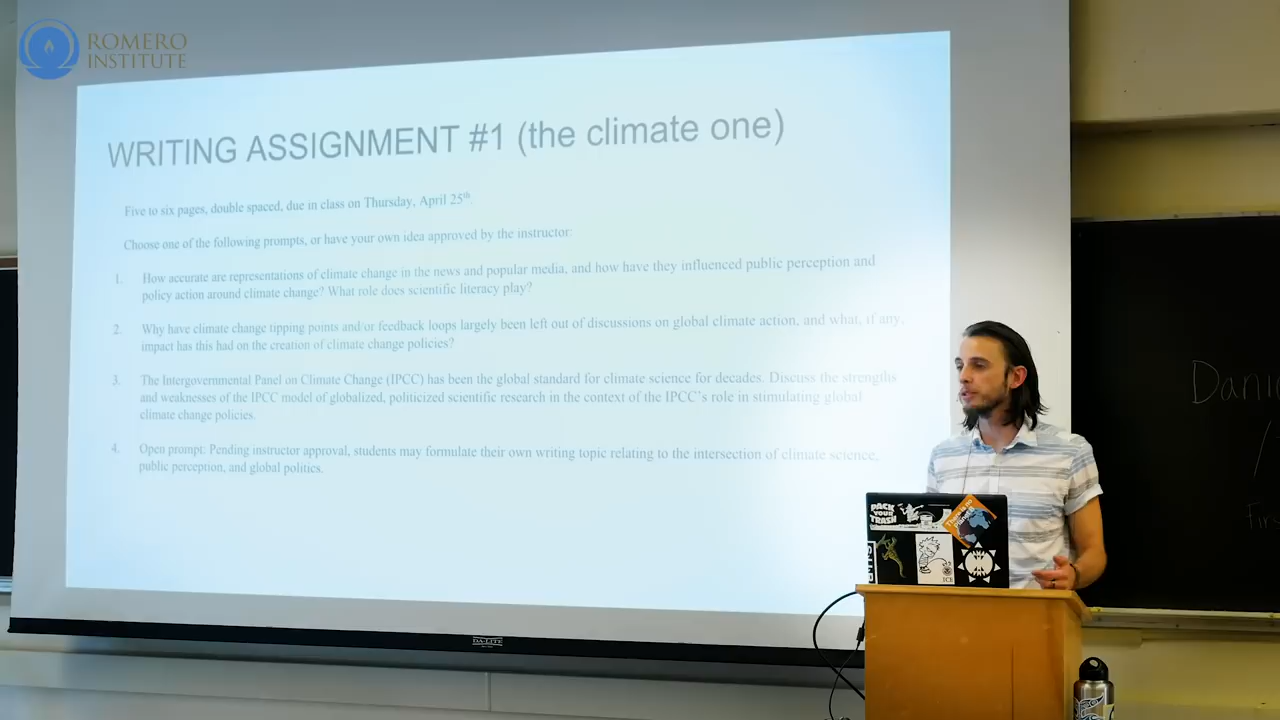 ROMERO
INSTITUTE
WRITING ASSIGNMENT #1 (the climate one)
Five to six pages, double spaced, due in class on Thursday, April 25th.
Choose one of the following prompts, or have your own idea approved by the instructor:
1. How accurate are representations of climate change in the news and popular media, and how have they influenced public perception and
policy action around climate change? What role does scientific literacy play?
2. Why have climate change tipping points and/or feedback loops largely been left out of discussions on global climate action, and what, if any,
impact has this had on the creation of climate change policies?
3. The Intergovernmental Panel on Climate Change (IPCC) has been the global standard for climate science for decades. Discuss the strengths
and weaknesses of the IPCC model of globalized, politicized scientific research in the context of the IPCC's role in stimulating global
climate change policies.
4. Open prompt: Pending instructor approval, students may formulate their own writing topic relating to the intersection of climate science,
public perception, and global politics.
DA-LITE
PACK
YOUR
TRASH
There is no
ICE